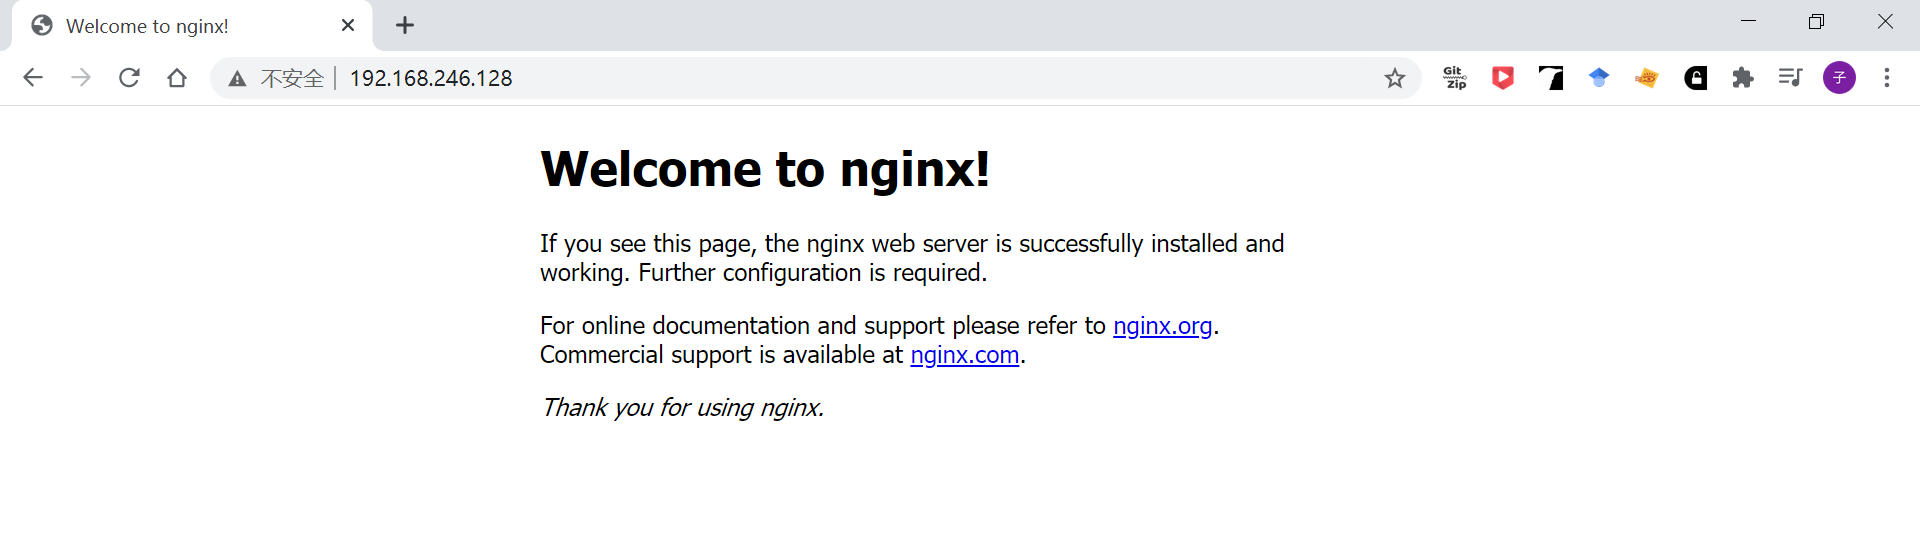 Welcome to nginx!
不安全 192.168.246.128
Git
Zip
子
Welcome to nginx!
If you see this page, the nginx web server is successfully installed and
working. Further configuration is required.
For online documentation and support please refer to nginx.org.
Commercial support is available at nginx.com.
Thank you for using nginx.